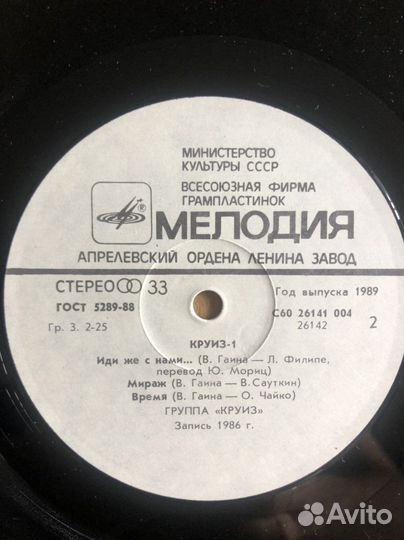 МИНИСТЕРСТВО
КУЛЬТУРЫ СССР
ВСЕСОЮЗНАЯ ФИРМА
ГРАМПЛАСТИНОК
®
МЕЛОДИЯ
АПРЕЛЕВСКИЙ ОРДЕНА ЛЕНИНА ЗАВОД
СТЕРЕО 33
Год выпуска 1989
ГОСТ 5289-88
С60 26141 004
Гр. 3. 2-25
26142
2
КРУИЗ-1
Иди же с нами... (В. Гаина — Л. Филипе,
перевод Ю. Мориц)
Мираж (В. Гаина — В. Сауткин)
Время (В. Гаина — О. Чайко)
ГРУППА «КРУИЗ»
Запись 1986 г.
Avito